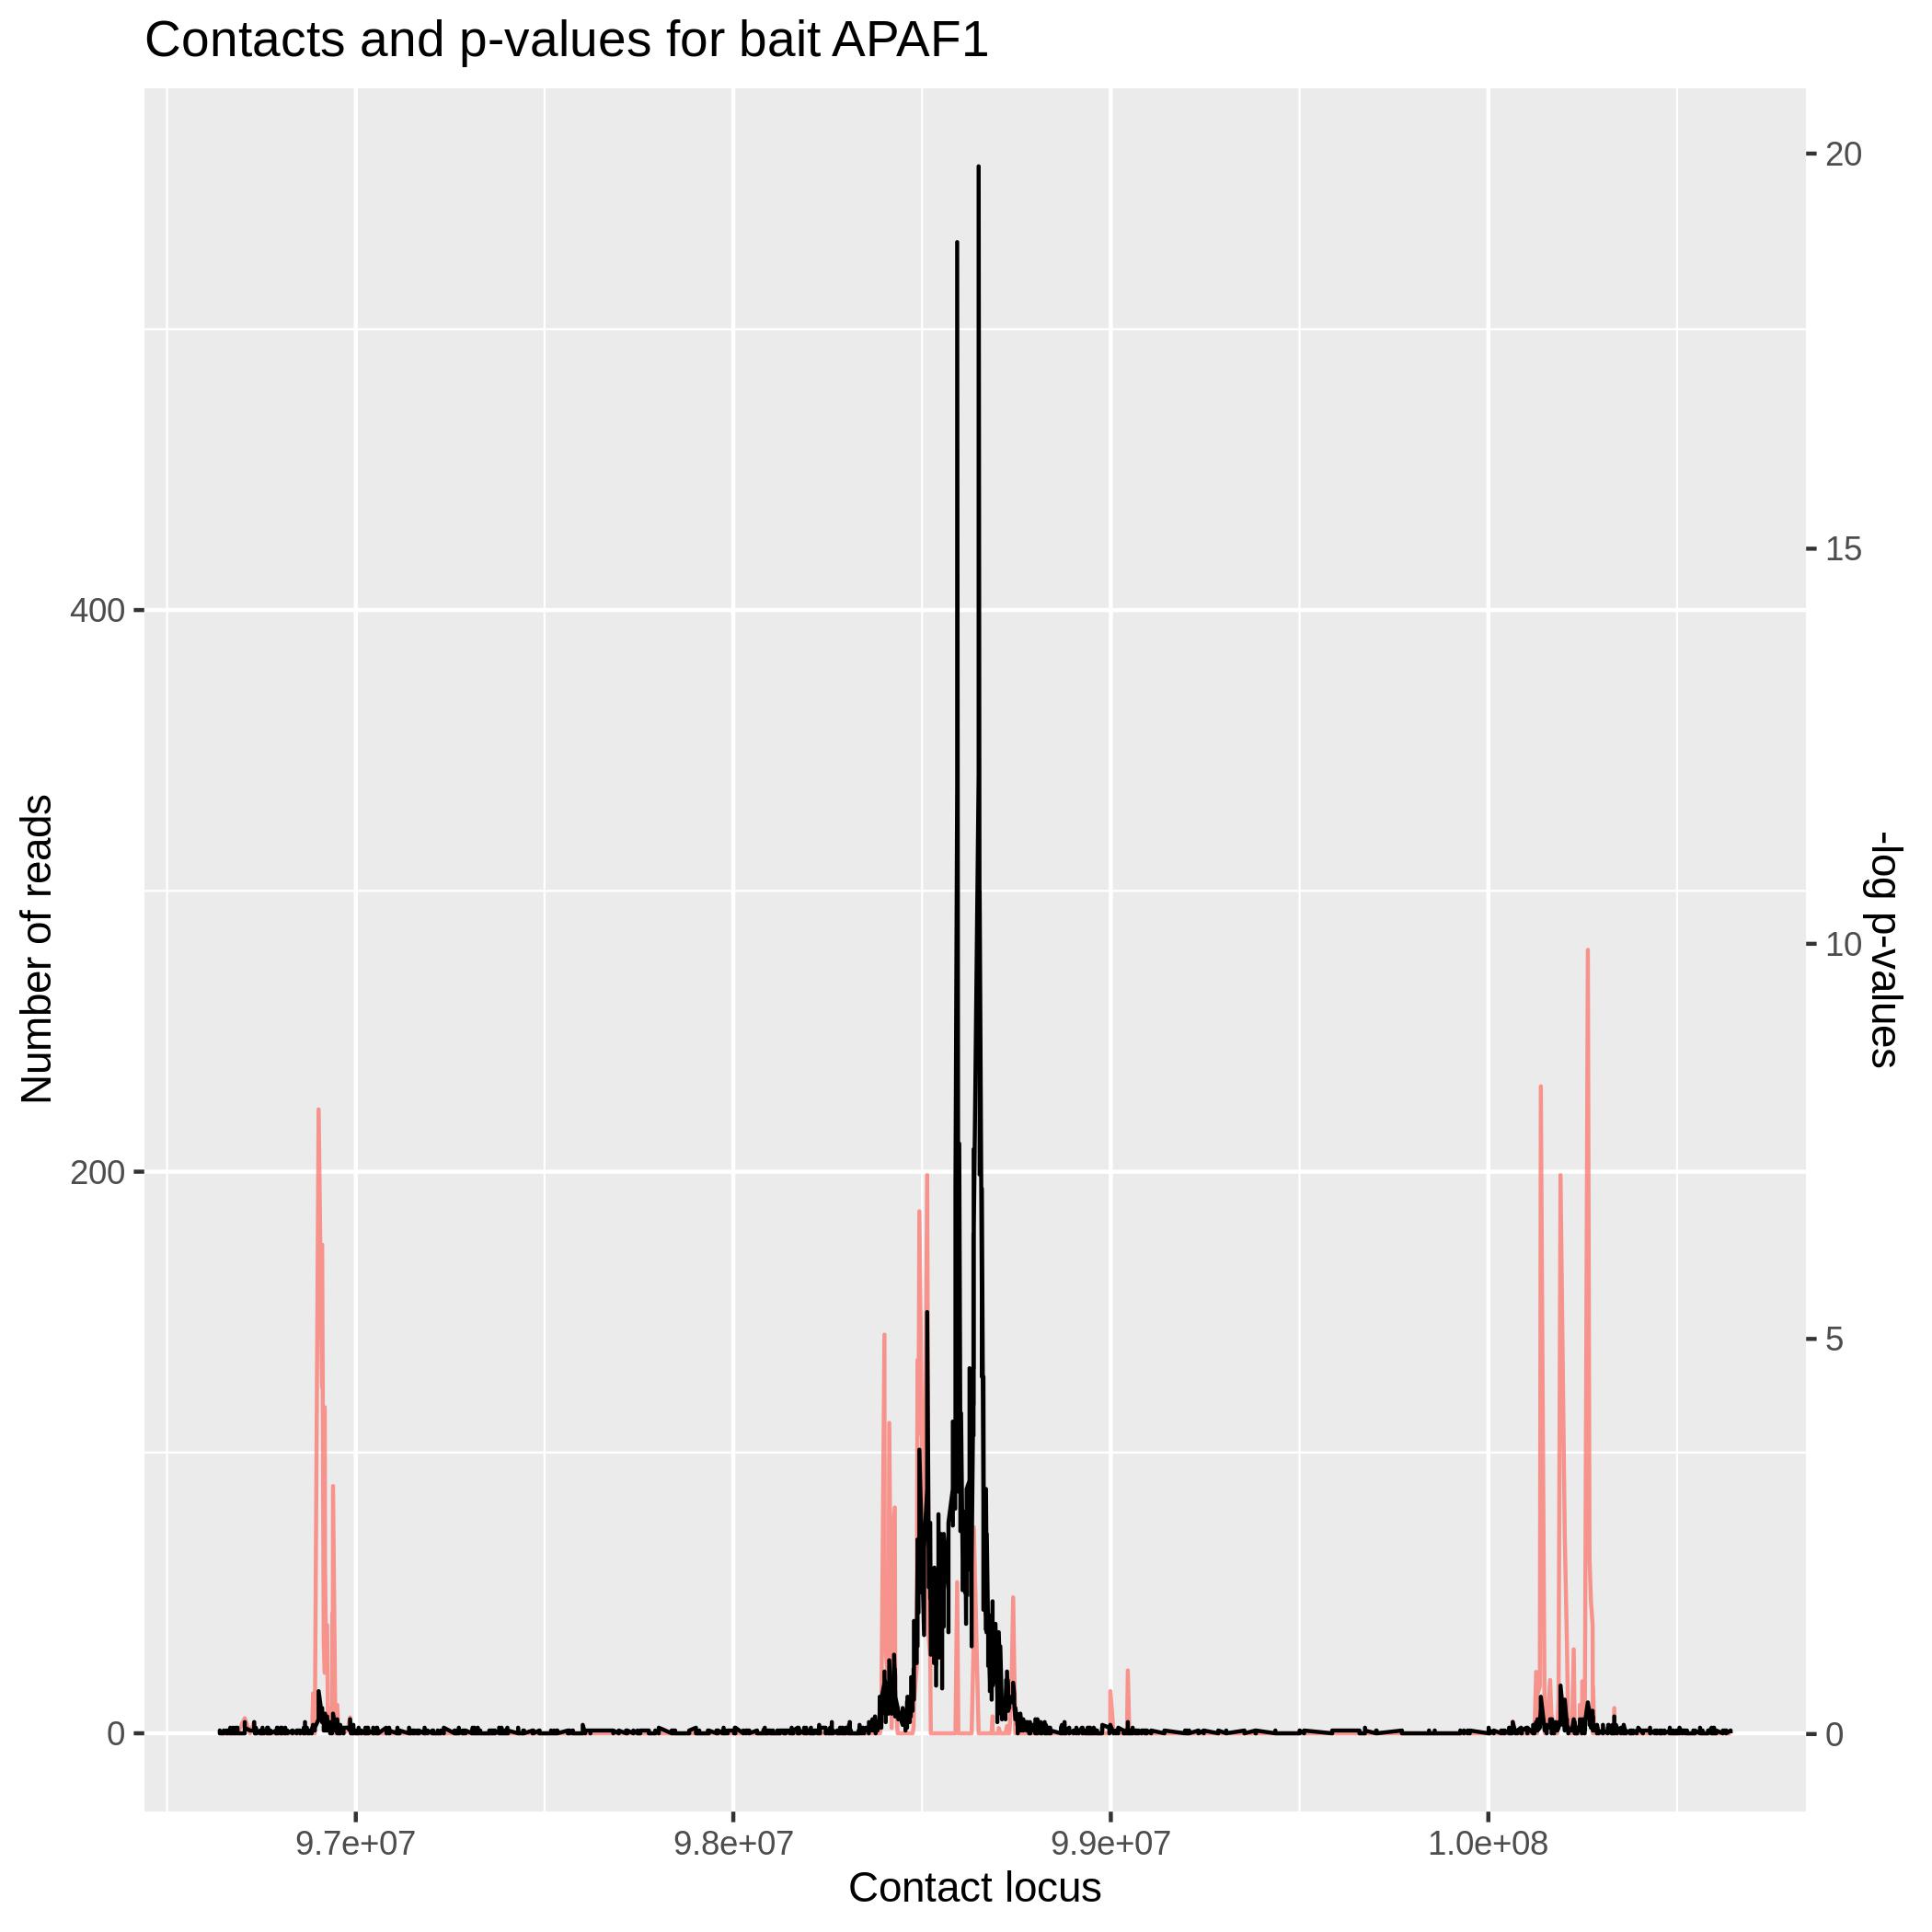 Contacts and p-values for bait APAF1
Number of reads
400
200
0
20
15
10
5
0
-log p-values
9.7e+07 9.8e+07 9.9e+07 1.0e+08
Contact locus